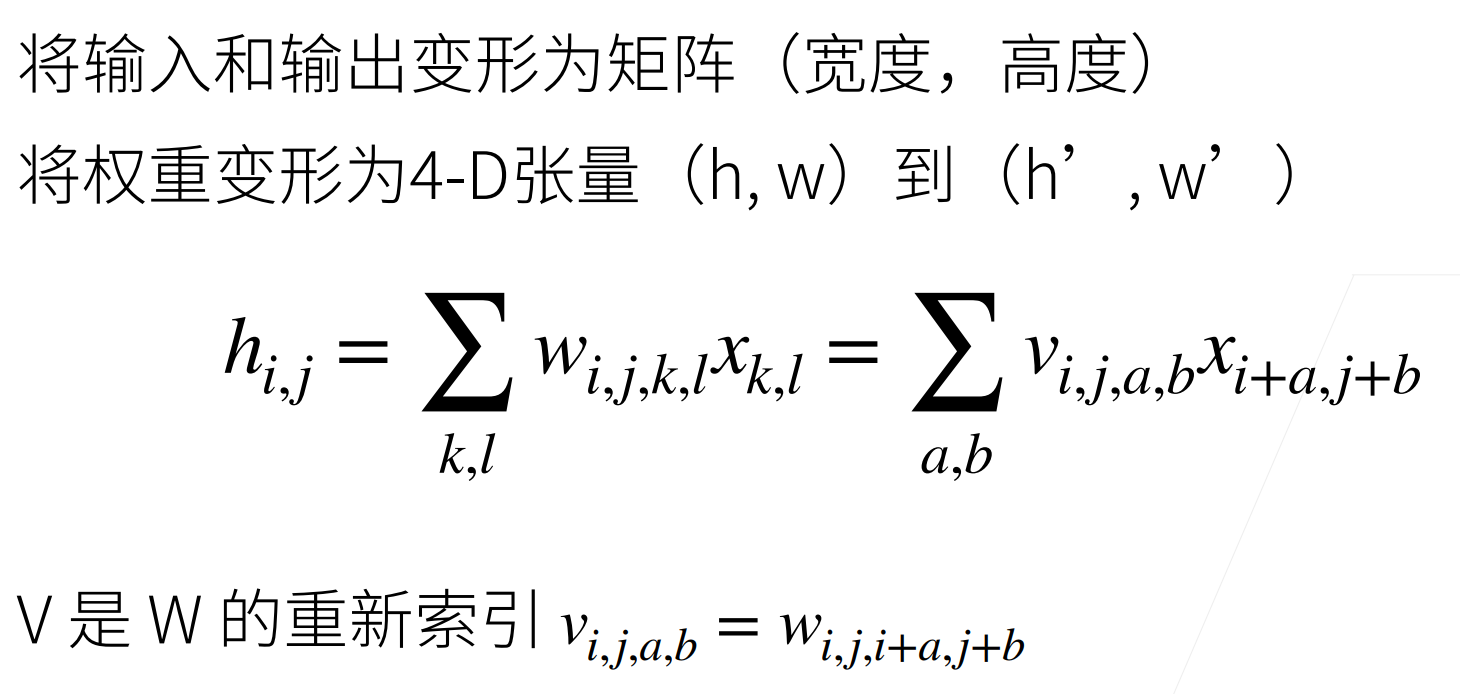 将输入和输出变形为矩阵（宽度，高度）
将权重变形为4-D张量（h, w）到（h’, w’）
h_{i,j} = \sum_{k,l} w_{i,j,k,l} x_{k,l} = \sum_{a,b} v_{i,j,a,b} x_{i+a,j+b}
V 是 W 的重新索引 v_{i,j,a,b} = w_{i,j,i+a,j+b}